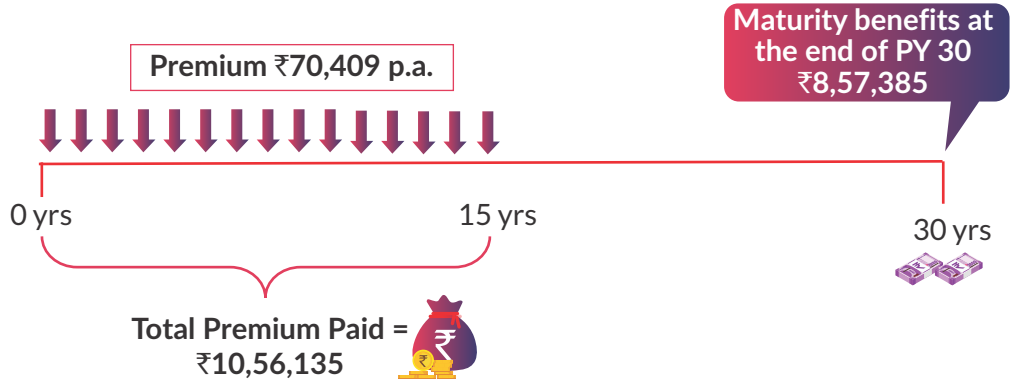 Maturity benefits at
the end of PY 30
₹8,57,385
Premium ₹70,409 p.a.
0 yrs
15 yrs
30 yrs
Total Premium Paid =
₹10,56,135
₹
₹